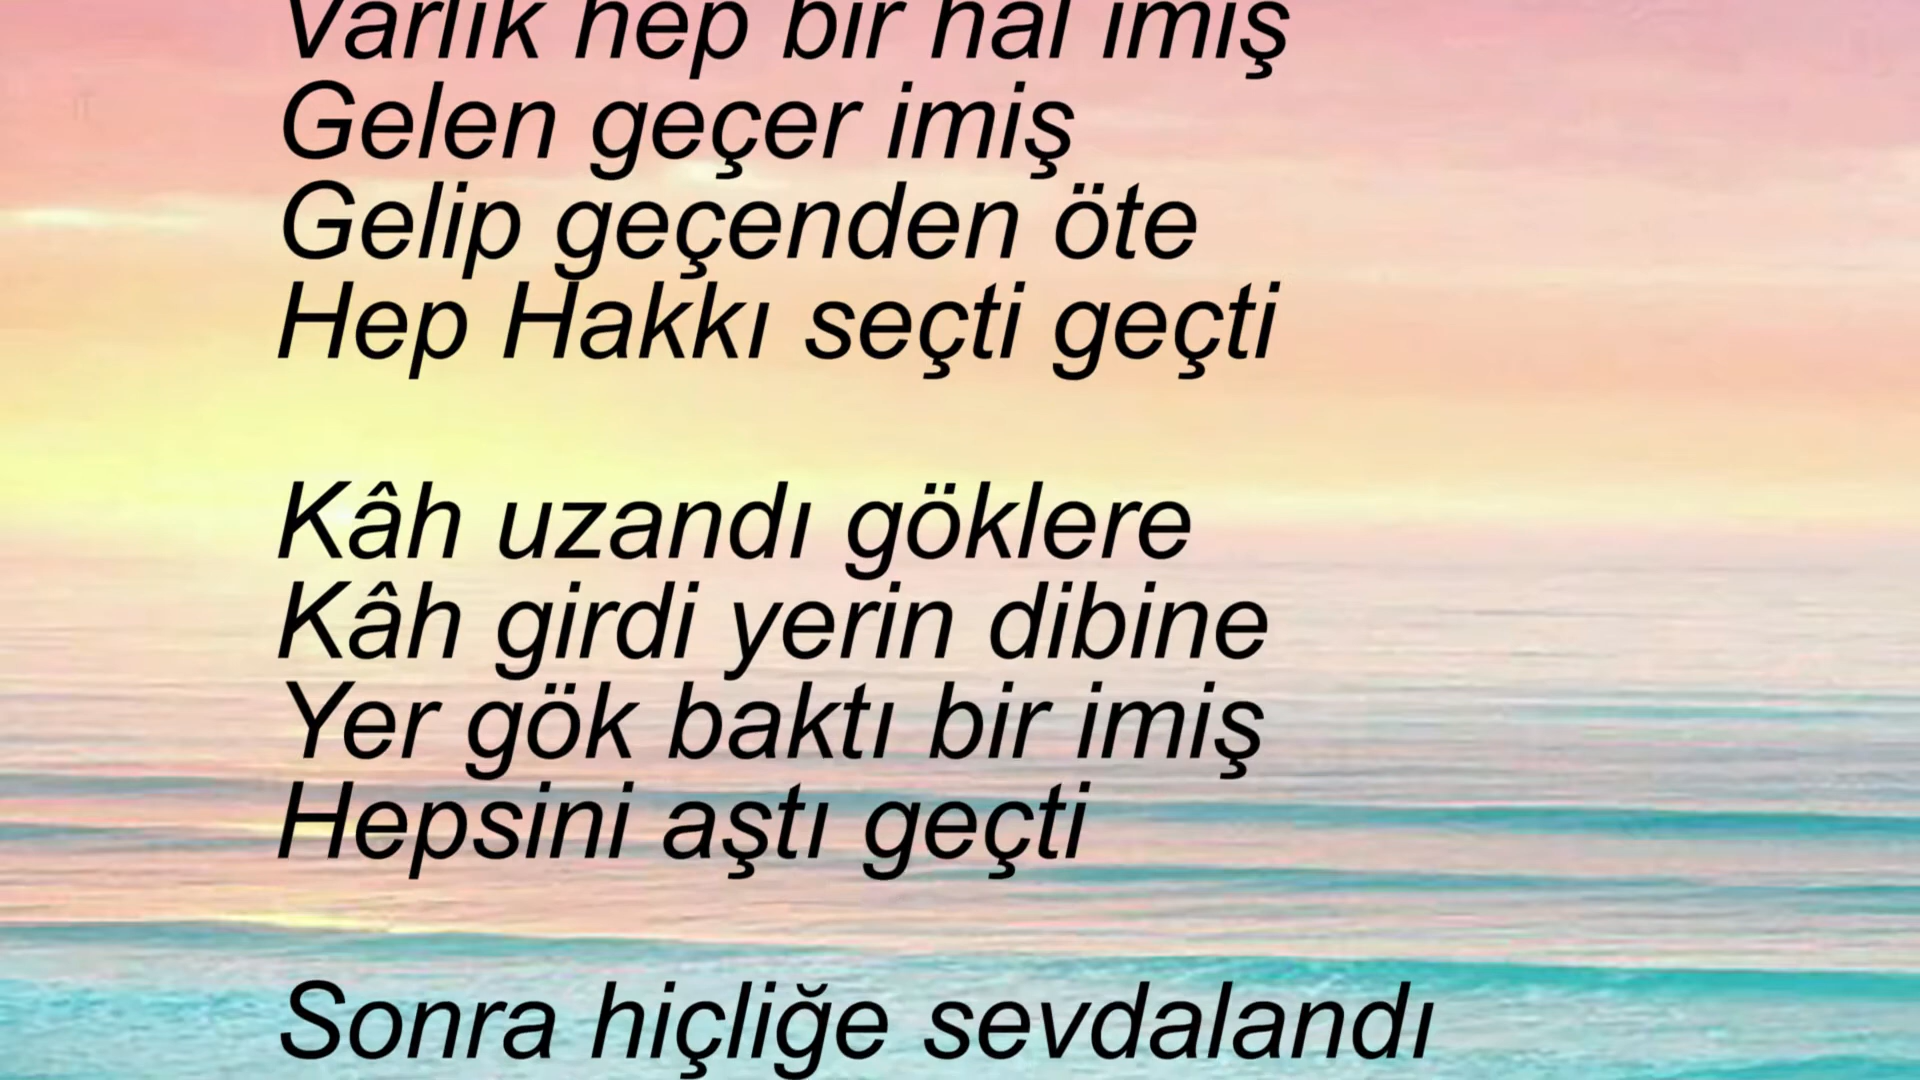 Varlık hep bir hal imiş
Gelen geçer imiş
Gelip geçenden öte
Hep Hakkı seçti geçti
Kâh uzandı göklere
Kâh girdi yerin dibine
Yer gök baktı bir imiş
Hepsini aştı geçti
Sonra hiçliğe sevdalandı